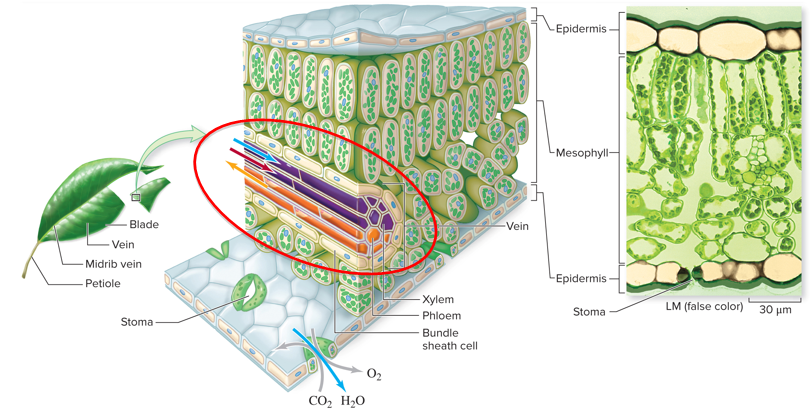 Blade
Vein
Midrib vein
Petiole
Stoma
CO₂
H₂O
O₂
Xylem
Phloem
Bundle
sheath cell
Vein
Epidermis
Mesophyll
Epidermis
Stoma
LM (false color)
30 µm